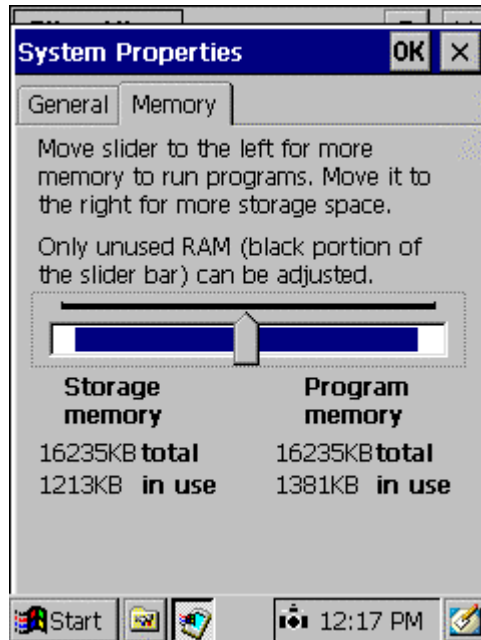 System Properties OK ×
General Memory
Move slider to the left for more
memory to run programs. Move it to
the right for more storage space.
Only unused RAM (black portion of
the slider bar) can be adjusted.
Storage Program
memory memory
16235KB total 16235KB total
1213KB in use 1381KB in use
Start 12:17 PM